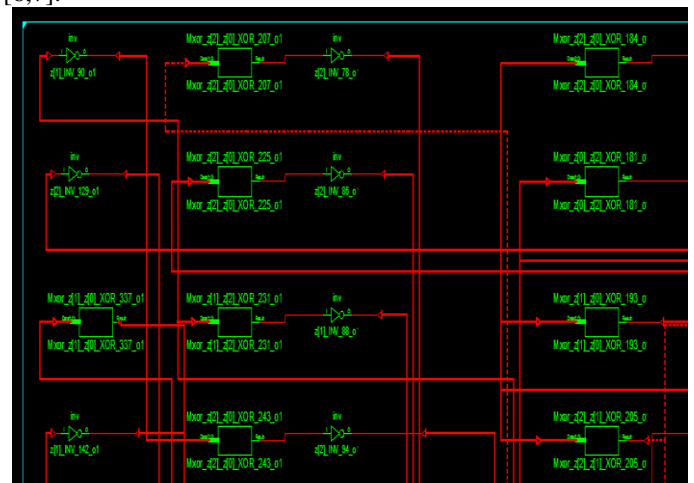 [6,7].
inv
z[1]_INV_90_o1
Mxor_z[2]_z[0]_XOR_207_o1
Mxor_z[2]_z[0]_XOR_207_o1
inv
z[2]_INV_78_o
Mxor_z[2]_z[0]_XOR_184_o
Mxor_z[2]_z[0]_XOR_184_o
inv
z[2]_INV_129_o1
Mxor_z[2]_z[0]_XOR_225_o1
Mxor_z[2]_z[0]_XOR_225_o1
inv
z[2]_INV_86_o
Mxor_z[0]_z[2]_XOR_181_o
Mxor_z[0]_z[2]_XOR_181_o
Mxor_z[1]_z[0]_XOR_337_o1
Mxor_z[1]_z[0]_XOR_337_o1
Mxor_z[1]_z[2]_XOR_231_o1
Mxor_z[1]_z[2]_XOR_231_o1
inv
z[1]_INV_88_o
Mxor_z[1]_z[0]_XOR_193_o
Mxor_z[1]_z[0]_XOR_193_o
inv
z[1]_INV_142_o1
Mxor_z[2]_z[0]_XOR_243_o1
Mxor_z[2]_z[0]_XOR_243_o1
inv
z[2]_INV_94_o
Mxor_z[2]_z[1]_XOR_205_o
Mxor_z[2]_z[1]_XOR_205_o